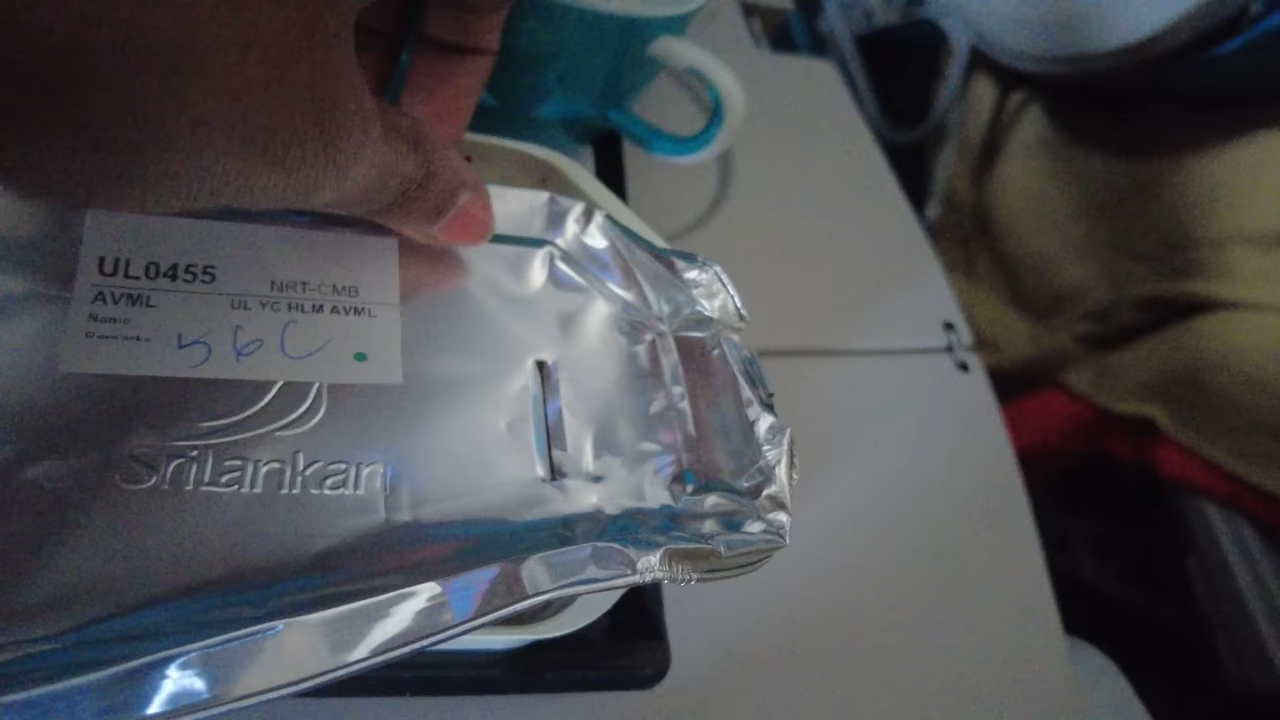 UL0455 NRT-CMB
AVML UL YC HLM AVML
Name
56C
SriLankan